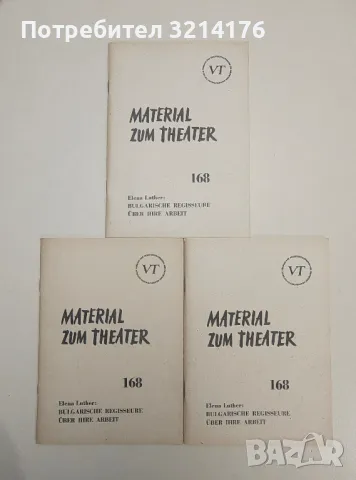 Потребител 3214176
VT
MATERIAL
ZUM THEATER
168
Elena Luther:
BULGARISCHE REGISSEURE
ÜBER IHRE ARBEIT
VT
MATERIAL
ZUM THEATER
168
Elena Luther:
BULGARISCHE REGISSEURE
ÜBER IHRE ARBEIT
VT
MATERIAL
ZUM THEATER
168
Elena Luther:
BULGARISCHE REGISSEURE
ÜBER IHRE ARBEIT
BAZAR